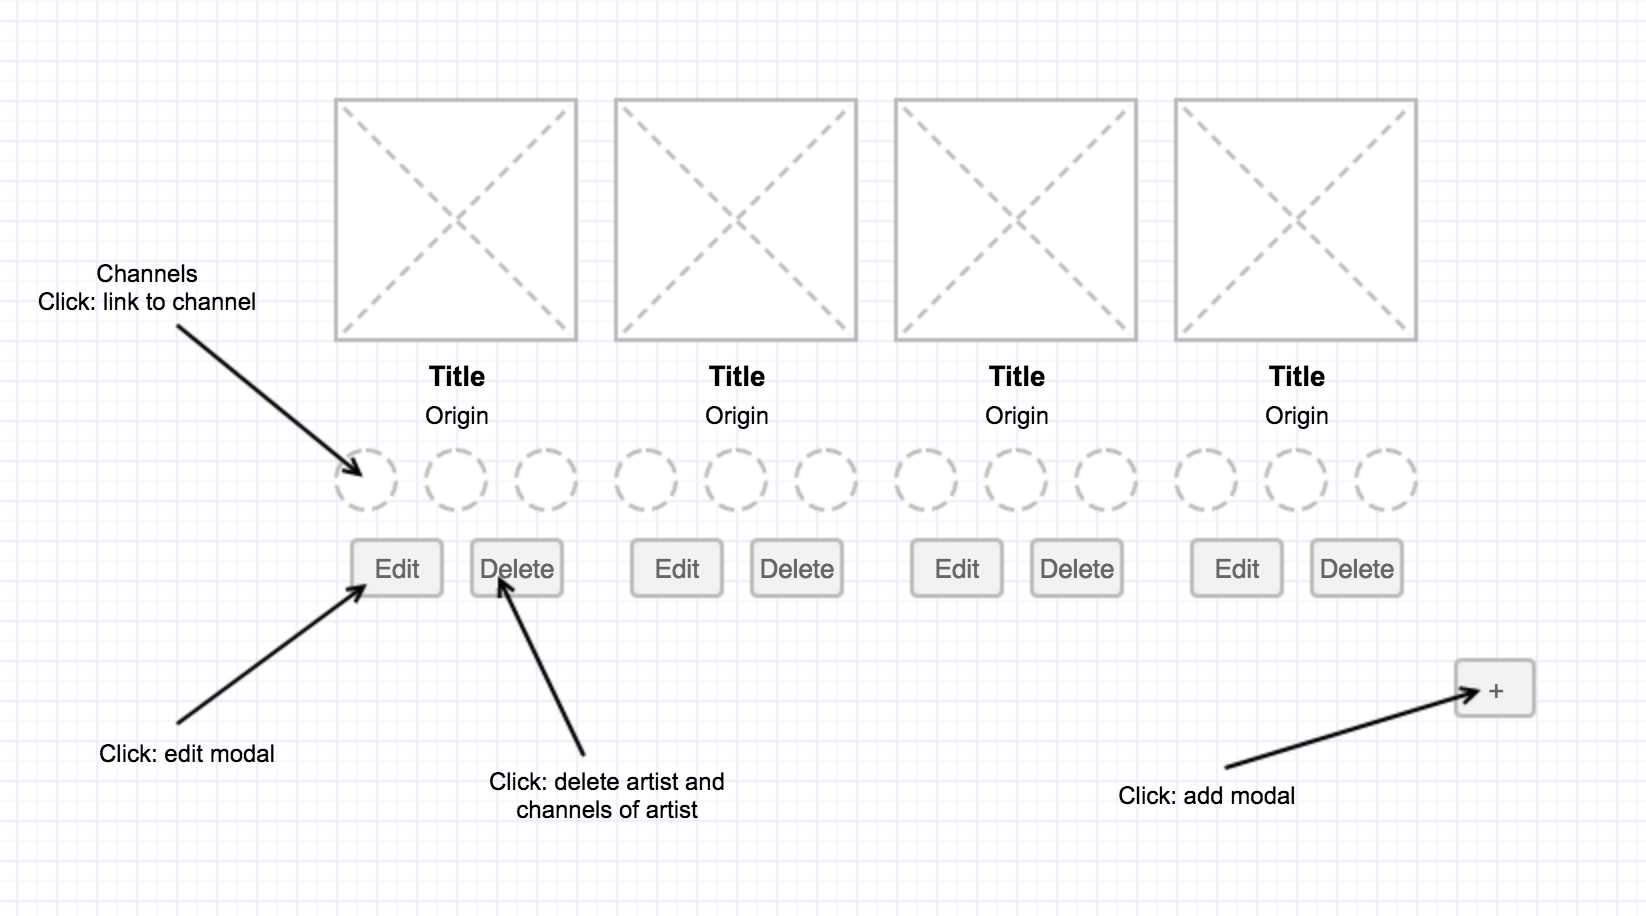 Channels
Click: link to channel
Title
Title
Title
Title
Origin
Origin
Origin
Origin
Edit
Delete
Edit
Delete
Edit
Delete
Edit
Delete
+
Click: edit modal
Click: delete artist and
channels of artist
Click: add modal